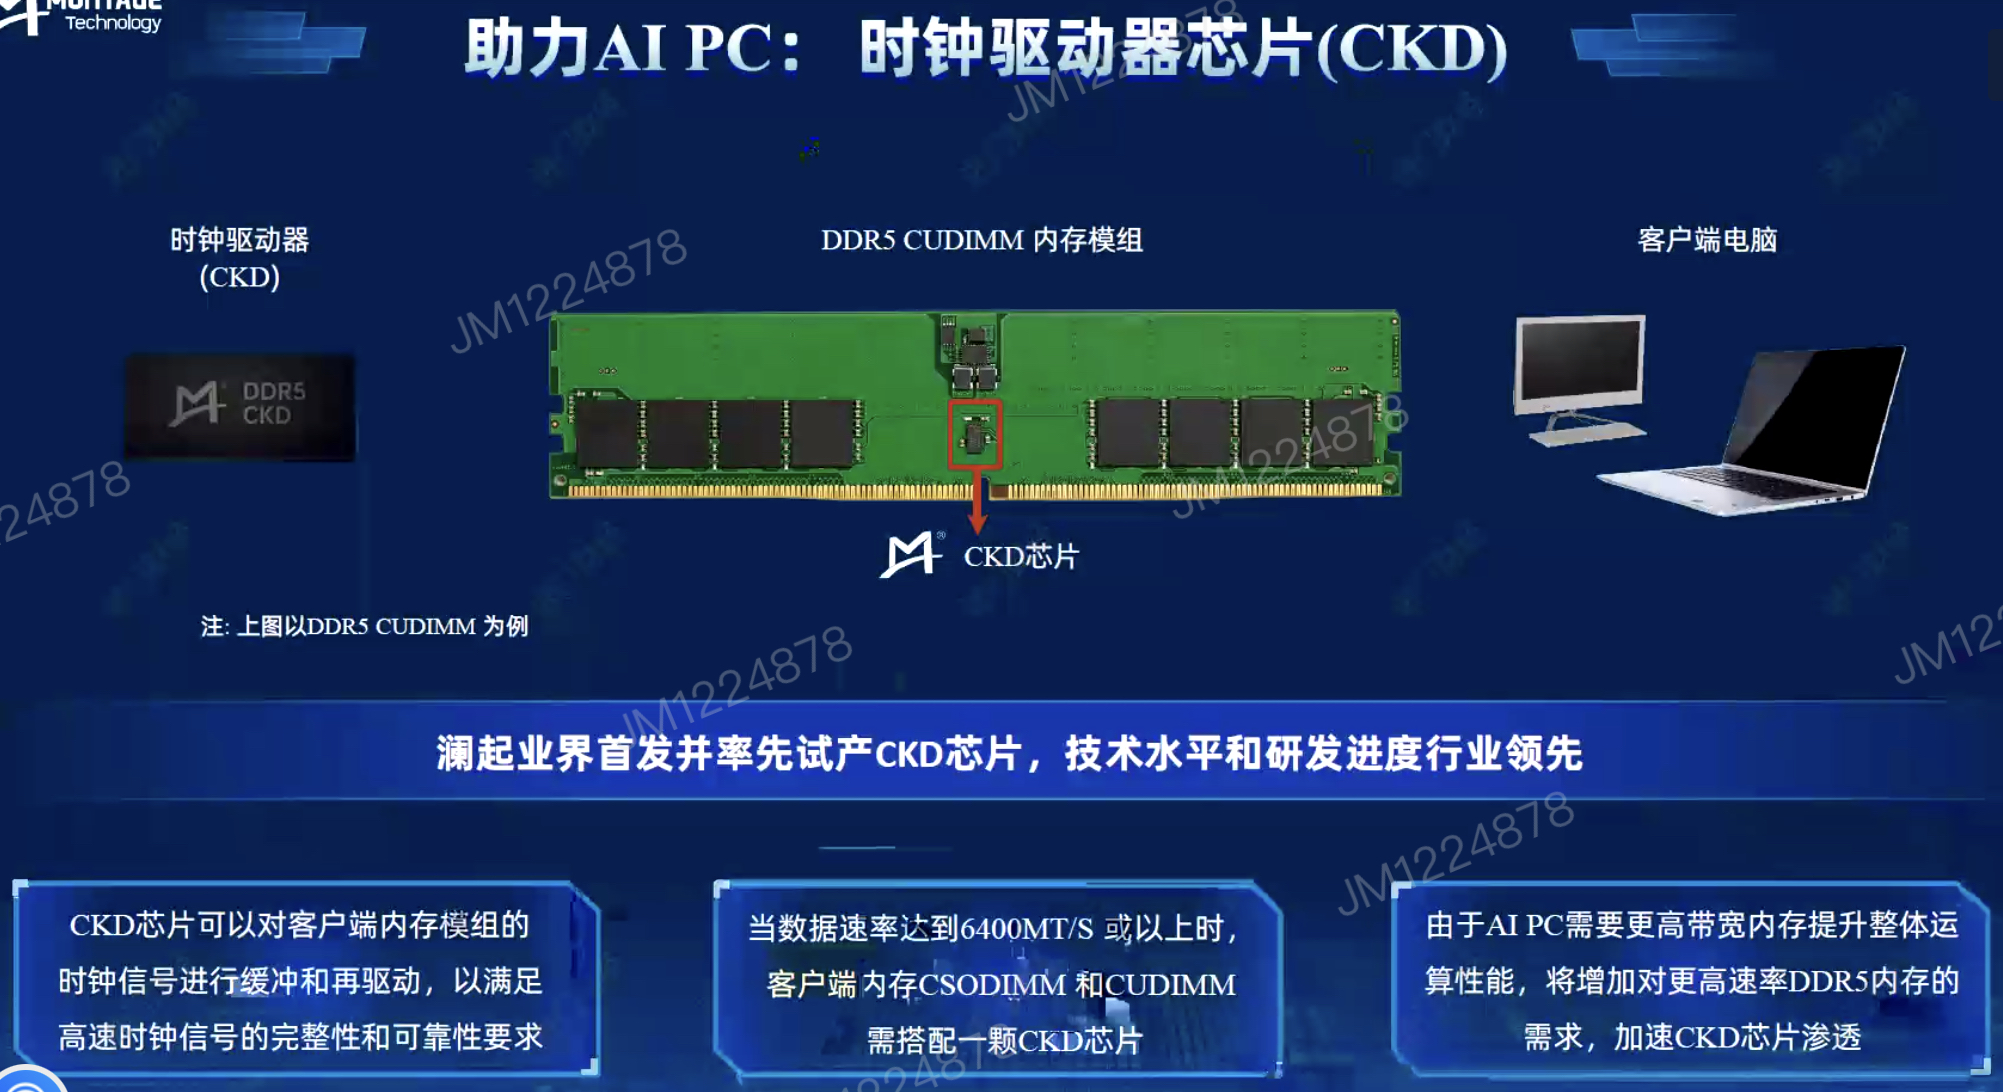 MONTAGE
Technology
助力AI PC： 时钟驱动器芯片(CKD)
时钟驱动器
(CKD)
DDR5 CUDIMM 内存模组
客户端电脑
DDR5
CKD
CKD芯片
注: 上图以DDR5 CUDIMM 为例
澜起业界首发并率先试产CKD芯片，技术水平和研发进度行业领先
CKD芯片可以对客户端内存模组的
时钟信号进行缓冲和再驱动，以满足
高速时钟信号的完整性和可靠性要求
当数据速率达到6400MT/S 或以上时，
客户端内存CSODIMM 和CUDIMM
需搭配一颗CKD芯片
由于AI PC需要更高带宽内存提升整体运
算性能，将增加对更高速率DDR5内存的
需求，加速CKD芯片渗透
JM1224878
JM1224878
JM1224878
JM1224878
JM1224878
1224878
JM12
1224878